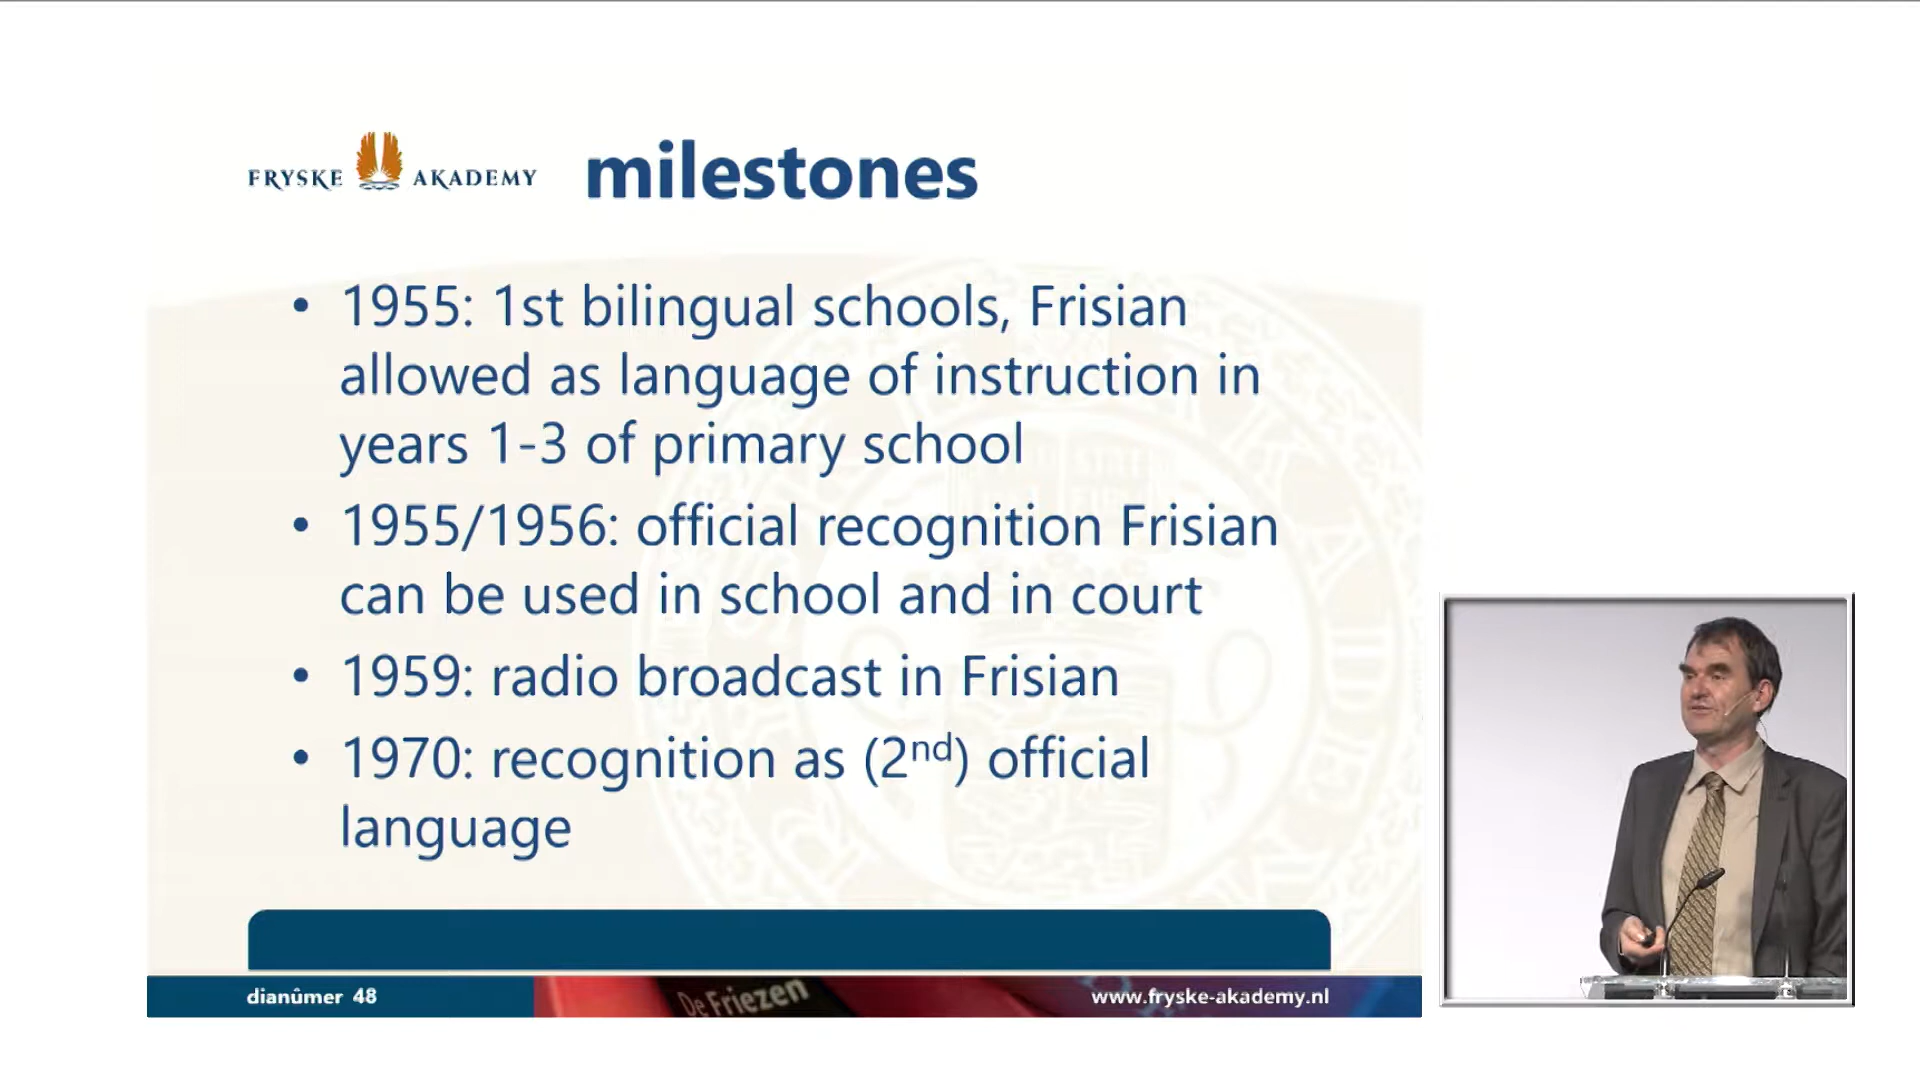 FRYSKE AKADEMY
milestones
• 1955: 1st bilingual schools, Frisian
allowed as language of instruction in
years 1-3 of primary school
• 1955/1956: official recognition Frisian
can be used in school and in court
• 1959: radio broadcast in Frisian
• 1970: recognition as (2nd) official
language
dianûmer 48
De Friezen
www.fryske-akademy.nl